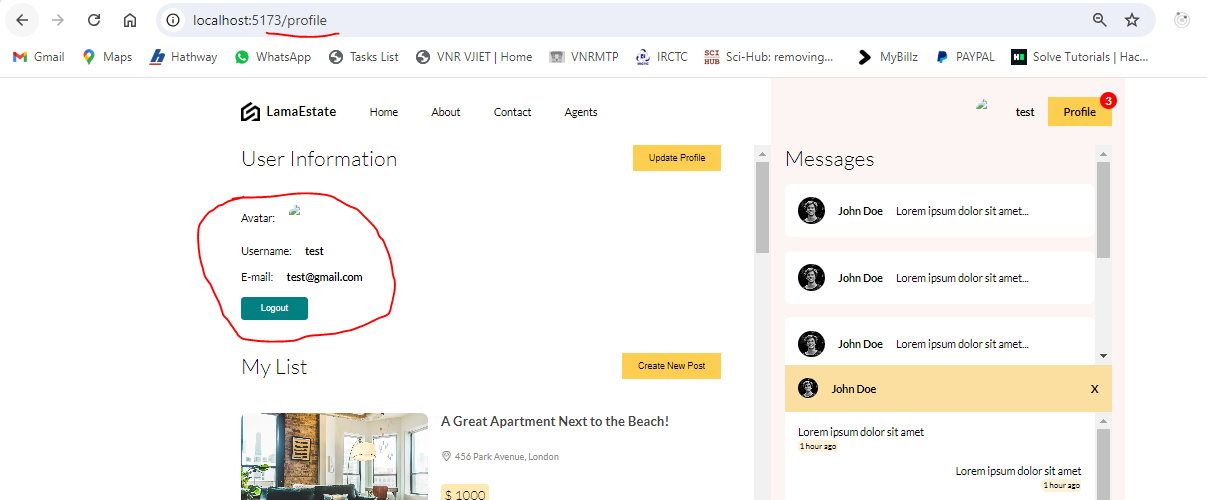 localhost:5173/profile
Gmail Maps Hathway WhatsApp Tasks List VNR VJIET | Home VNRMTP IRCTC SCI HUB Sci-Hub: removing... MyBillz PAYPAL Solve Tutorials | Hac...
LamaEstate Home About Contact Agents
test Profile 3
User Information
Update Profile
Avatar:
Username: test
E-mail: test@gmail.com
Logout
My List
Create New Post
A Great Apartment Next to the Beach!
456 Park Avenue, London
$ 1000
Messages
John Doe Lorem ipsum dolor sit amet...
John Doe Lorem ipsum dolor sit amet...
John Doe Lorem ipsum dolor sit amet...
John Doe X
Lorem ipsum dolor sit amet
1 hour ago
Lorem ipsum dolor sit amet
1 hour ago